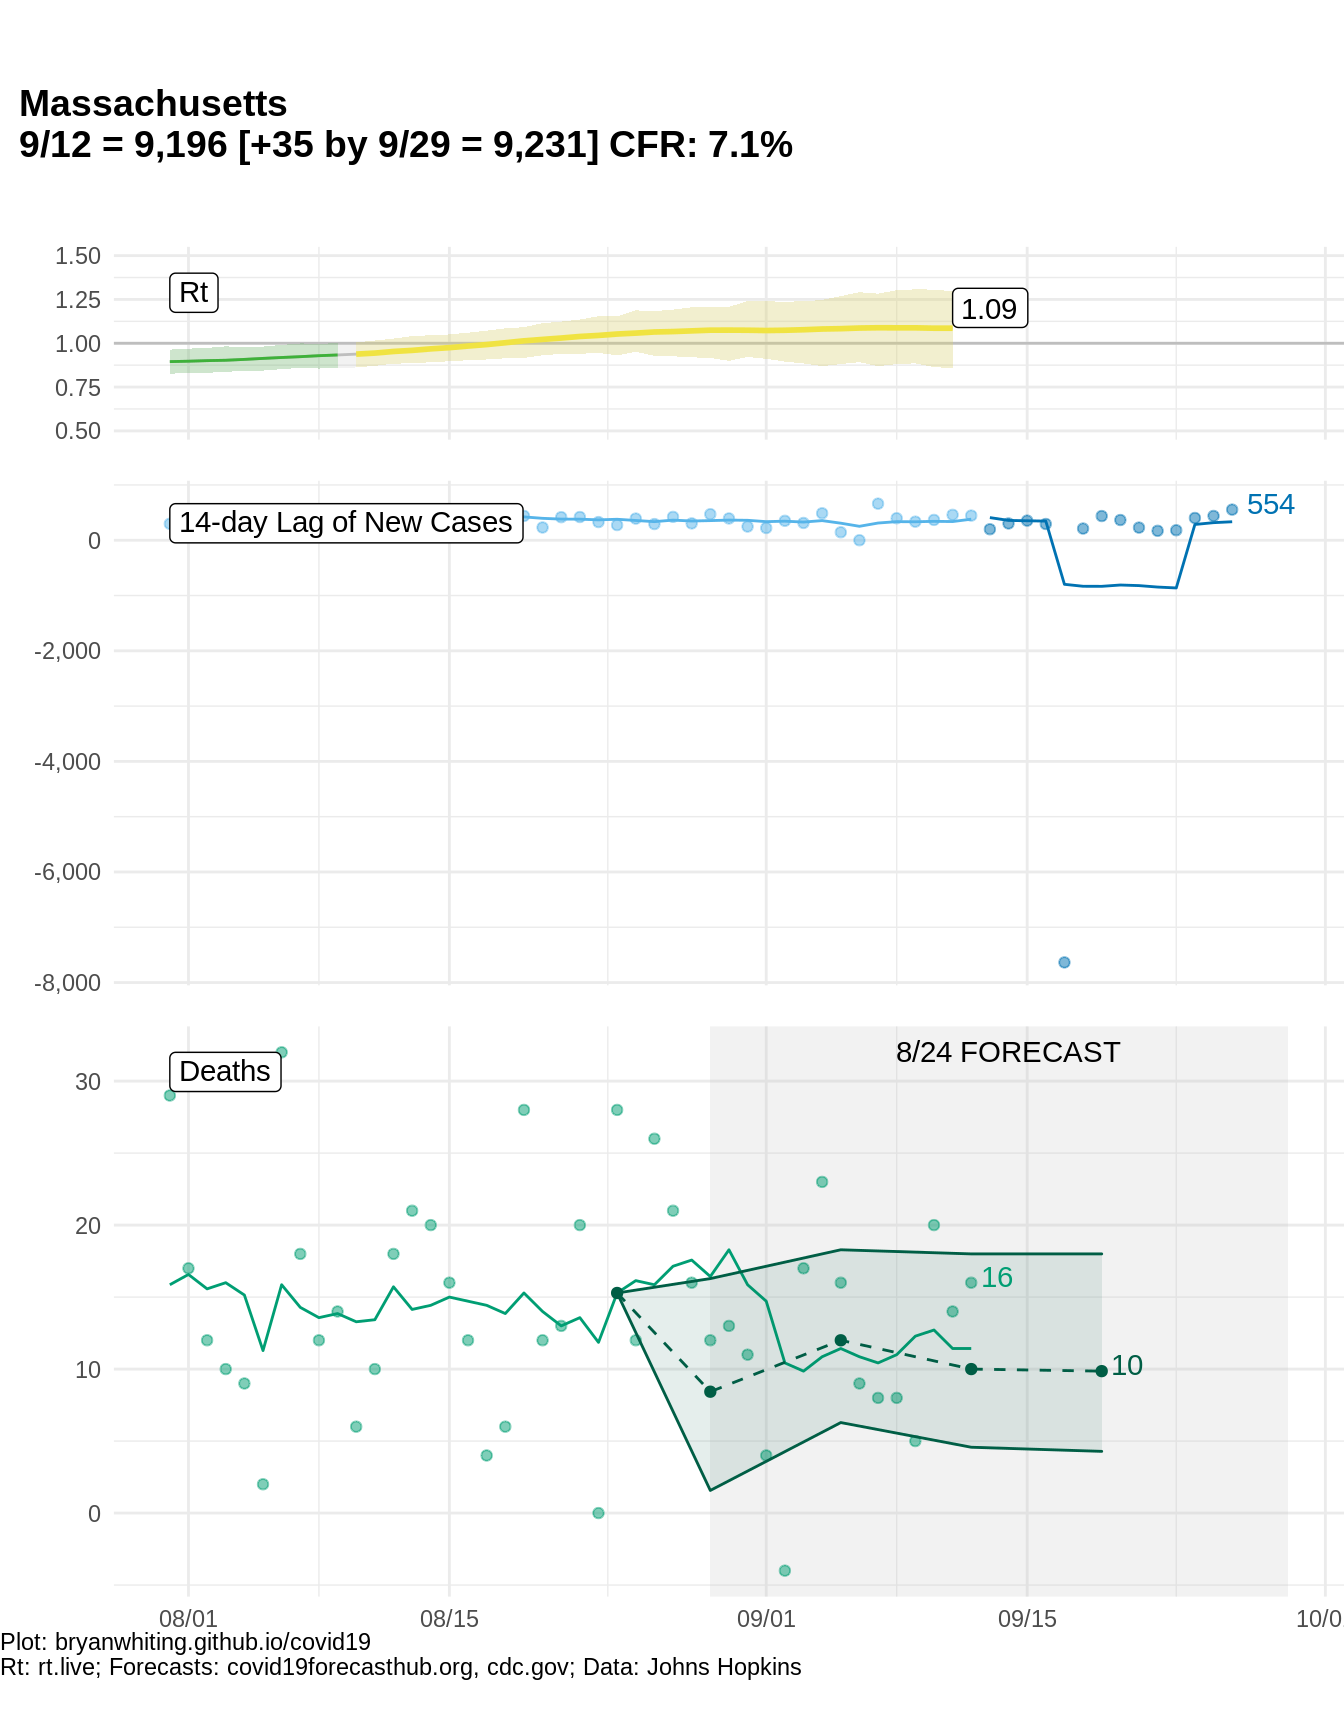 Massachusetts
9/12 = 9,196 [+35 by 9/29 = 9,231] CFR: 7.1%
1.50
1.25
1.00
0.75
0.50
Rt
1.09
14-day Lag of New Cases
554
0
-2,000
-4,000
-6,000
-8,000
Deaths
8/24 FORECAST
30
20
10
0
16
10
08/01 08/15 09/01 09/15 10/0
Plot: bryanwhiting.github.io/covid19
Rt: rt.live; Forecasts: covid19forecasthub.org, cdc.gov; Data: Johns Hopkins